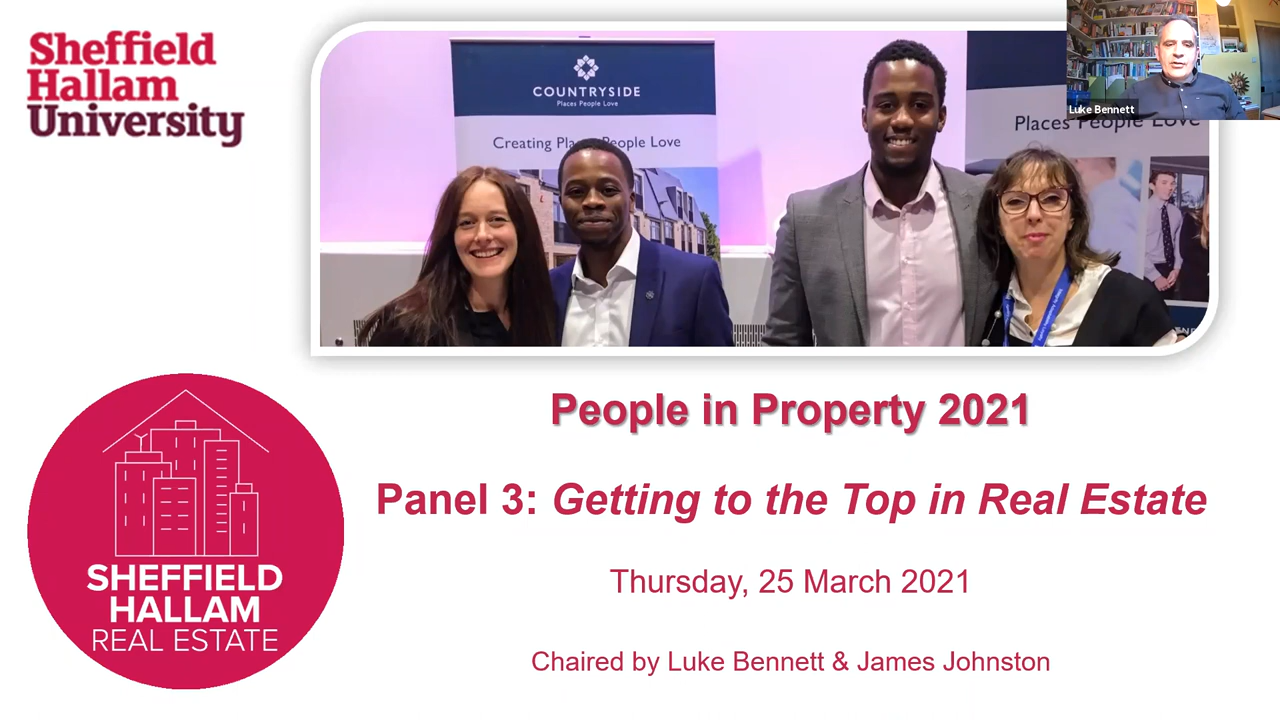 Sheffield
Hallam
University
COUNTRYSIDE
Places People Love
Creating Places People Love
Luke Bennett
Places People Love
People in Property 2021
Panel 3: Getting to the Top in Real Estate
Thursday, 25 March 2021
Chaired by Luke Bennett & James Johnston
SHEFFIELD
HALLAM
REAL ESTATE